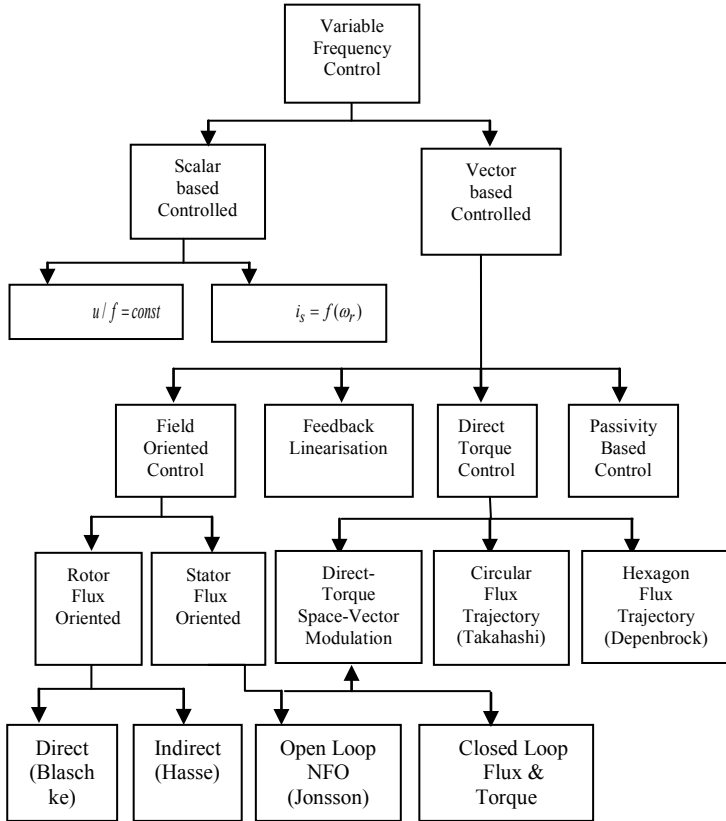 Variable
Frequency
Control
Scalar
based
Controlled
Vector
based
Controlled
u / f = const
i_s = f(ω_r)
Field
Oriented
Control
Feedback
Linearisation
Direct
Torque
Control
Passivity
Based
Control
Rotor
Flux
Oriented
Stator
Flux
Oriented
Direct-
Torque
Space-Vector
Modulation
Circular
Flux
Trajectory
(Takahashi)
Hexagon
Flux
Trajectory
(Depenbrock)
Direct
(Blasch
ke)
Indirect
(Hasse)
Open Loop
NFO
(Jonsson)
Closed Loop
Flux &
Torque